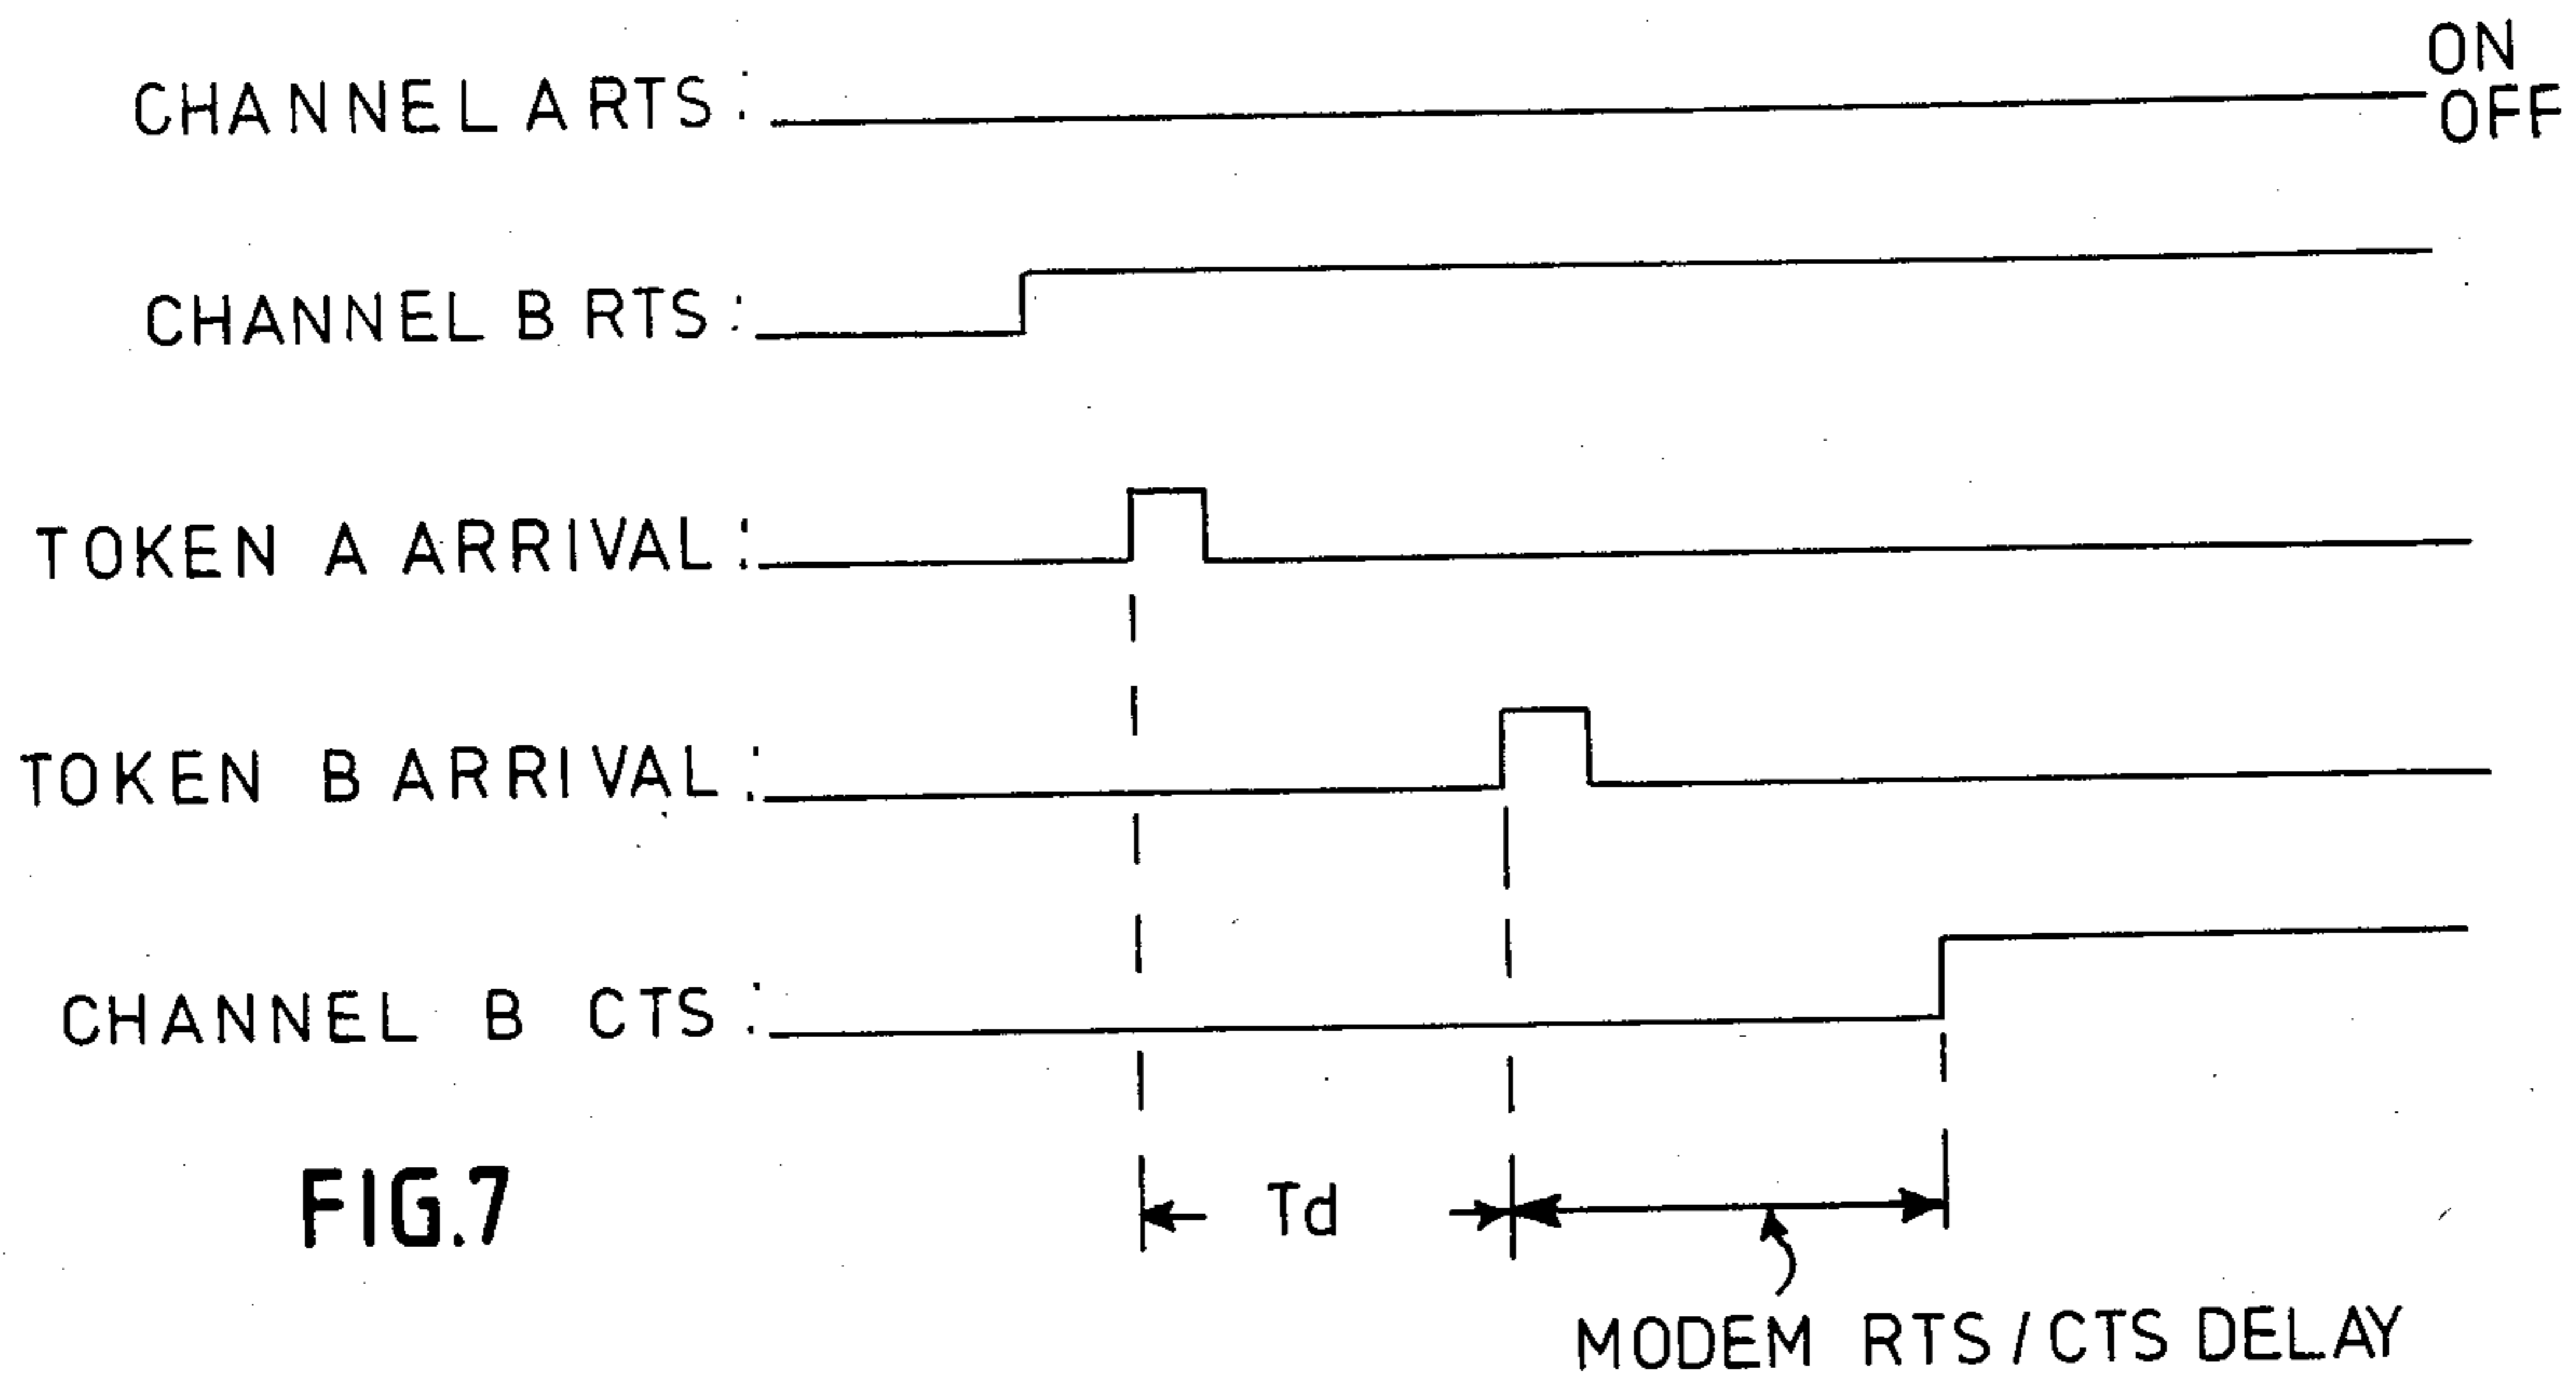 ON
CHANNEL A RTS :
OFF
CHANNEL B RTS :
TOKEN A ARRIVAL :
TOKEN B ARRIVAL :
CHANNEL B CTS :
FIG.7
Td
MODEM RTS / CTS DELAY